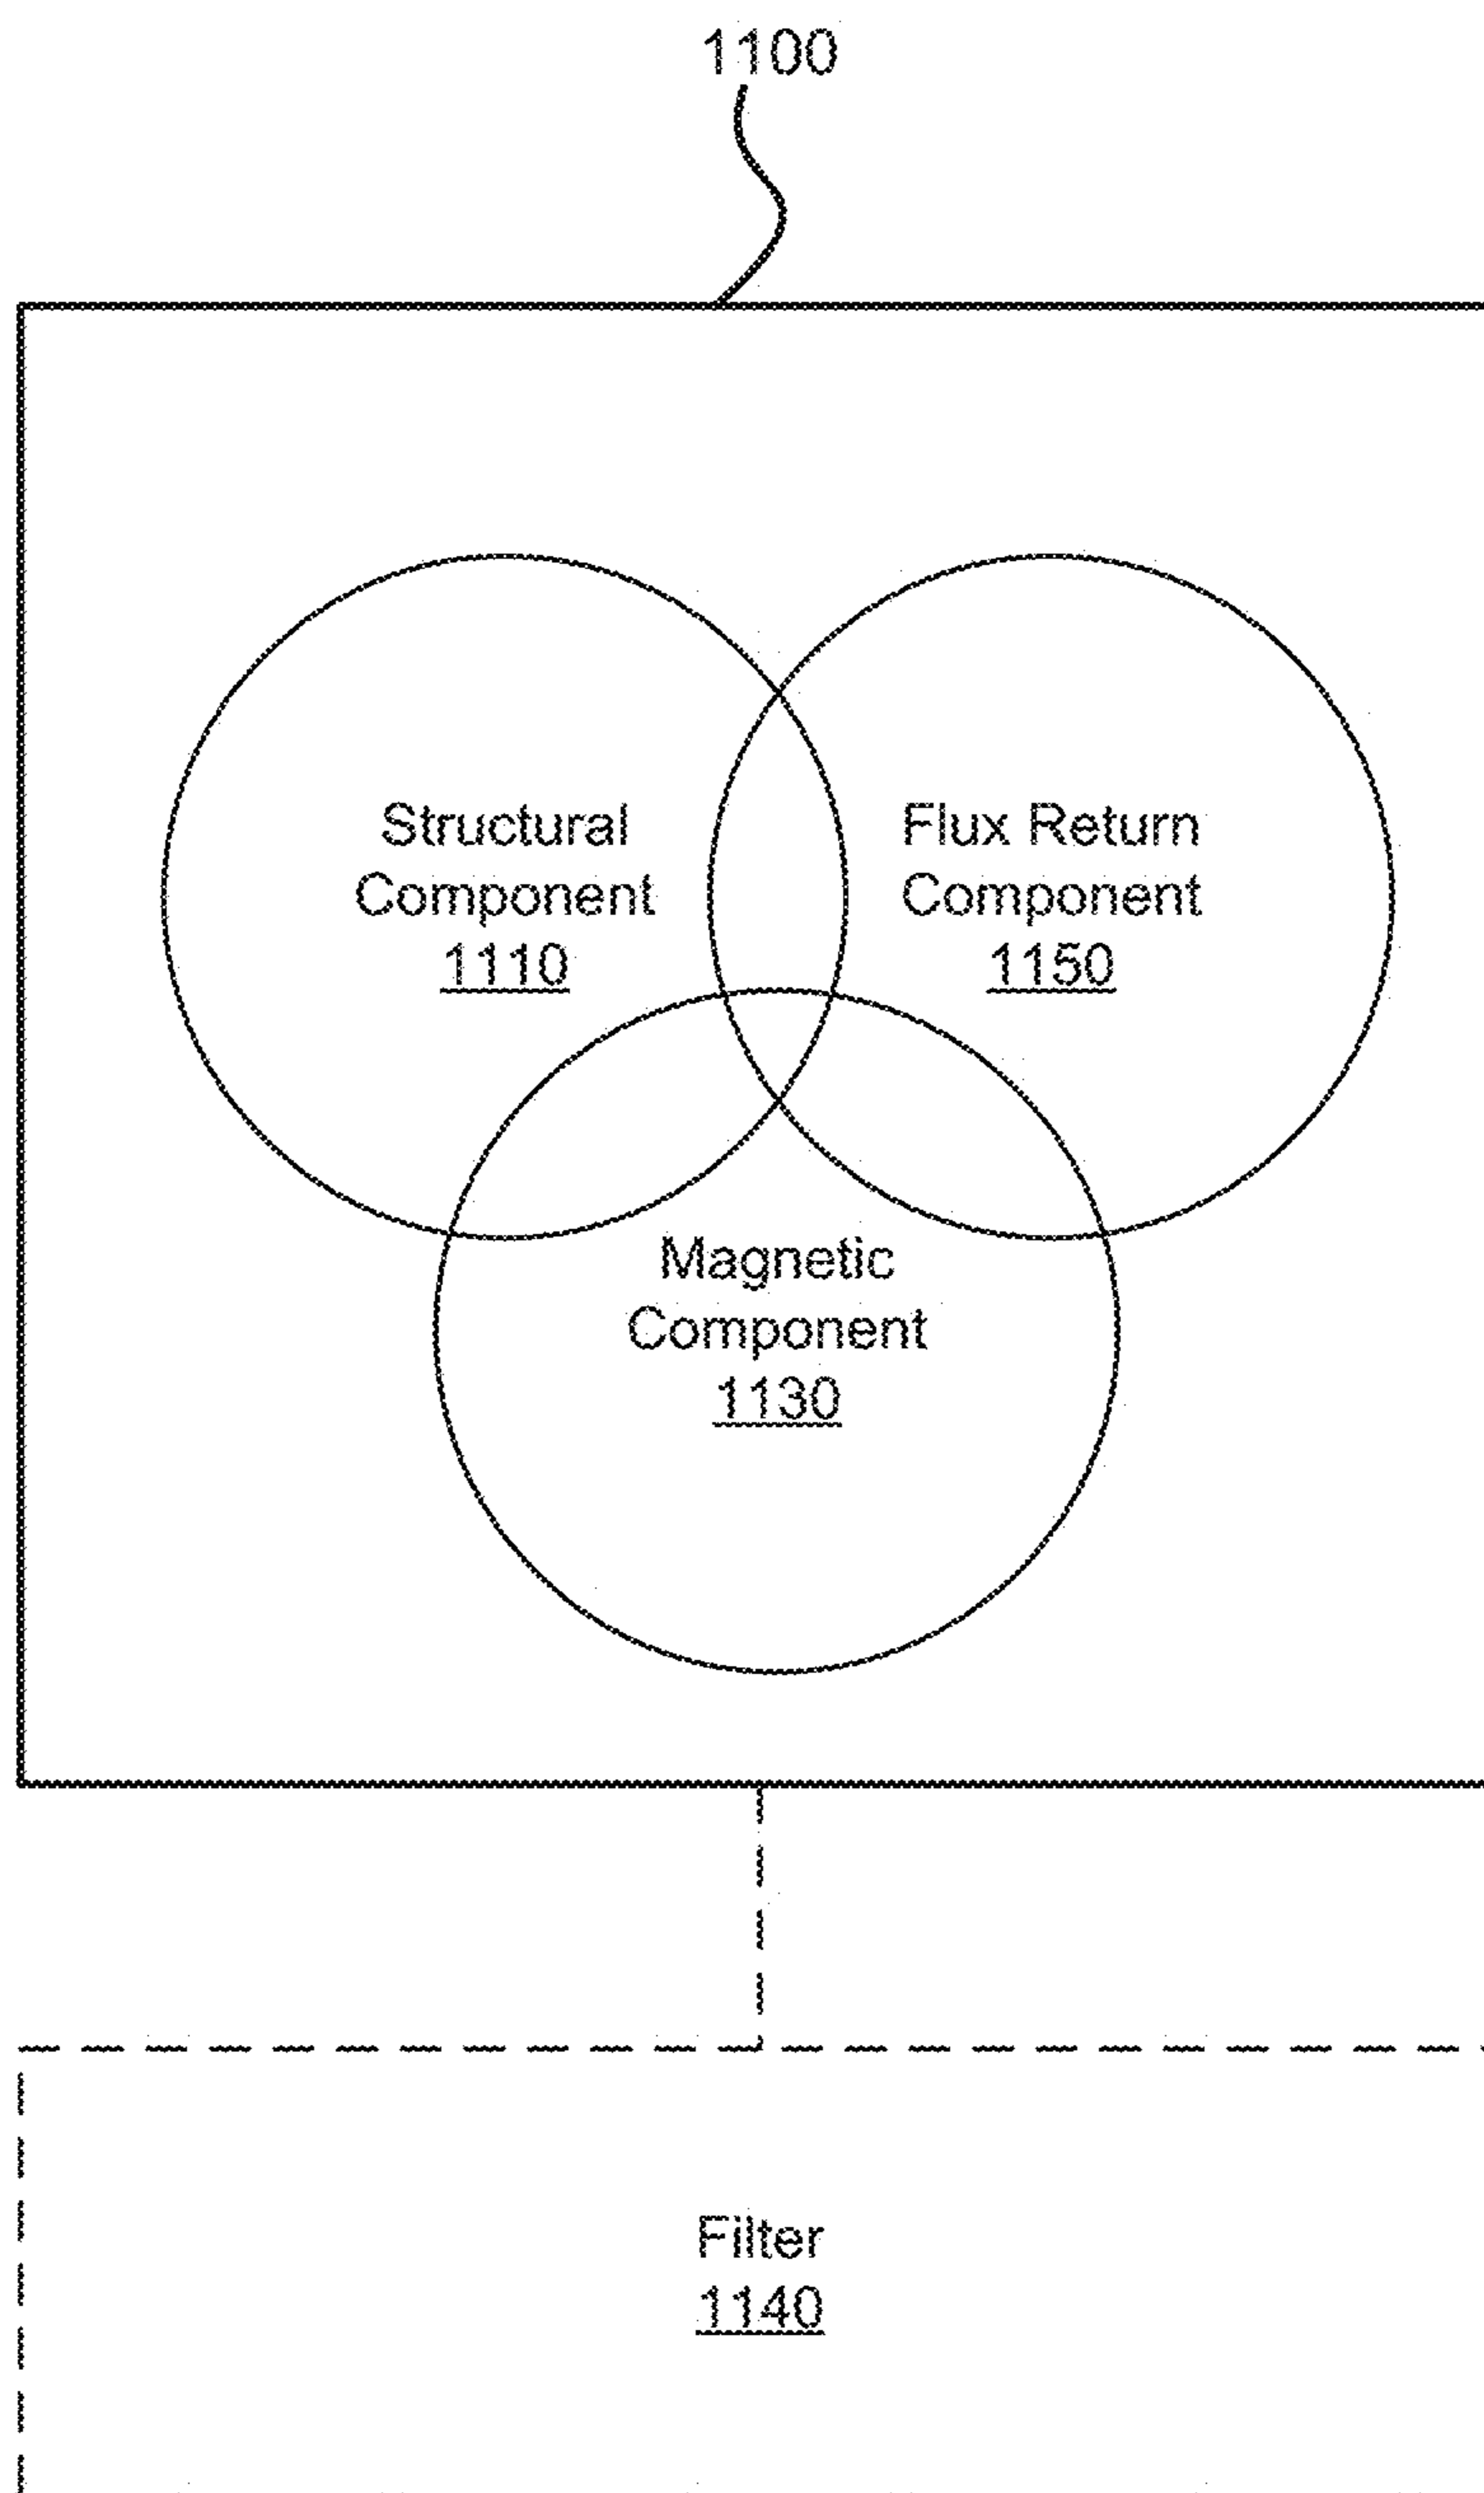 1100
Structural
Component
1110
Flux Return
Component
1150
Magnetic
Component
1130
Filter
1140